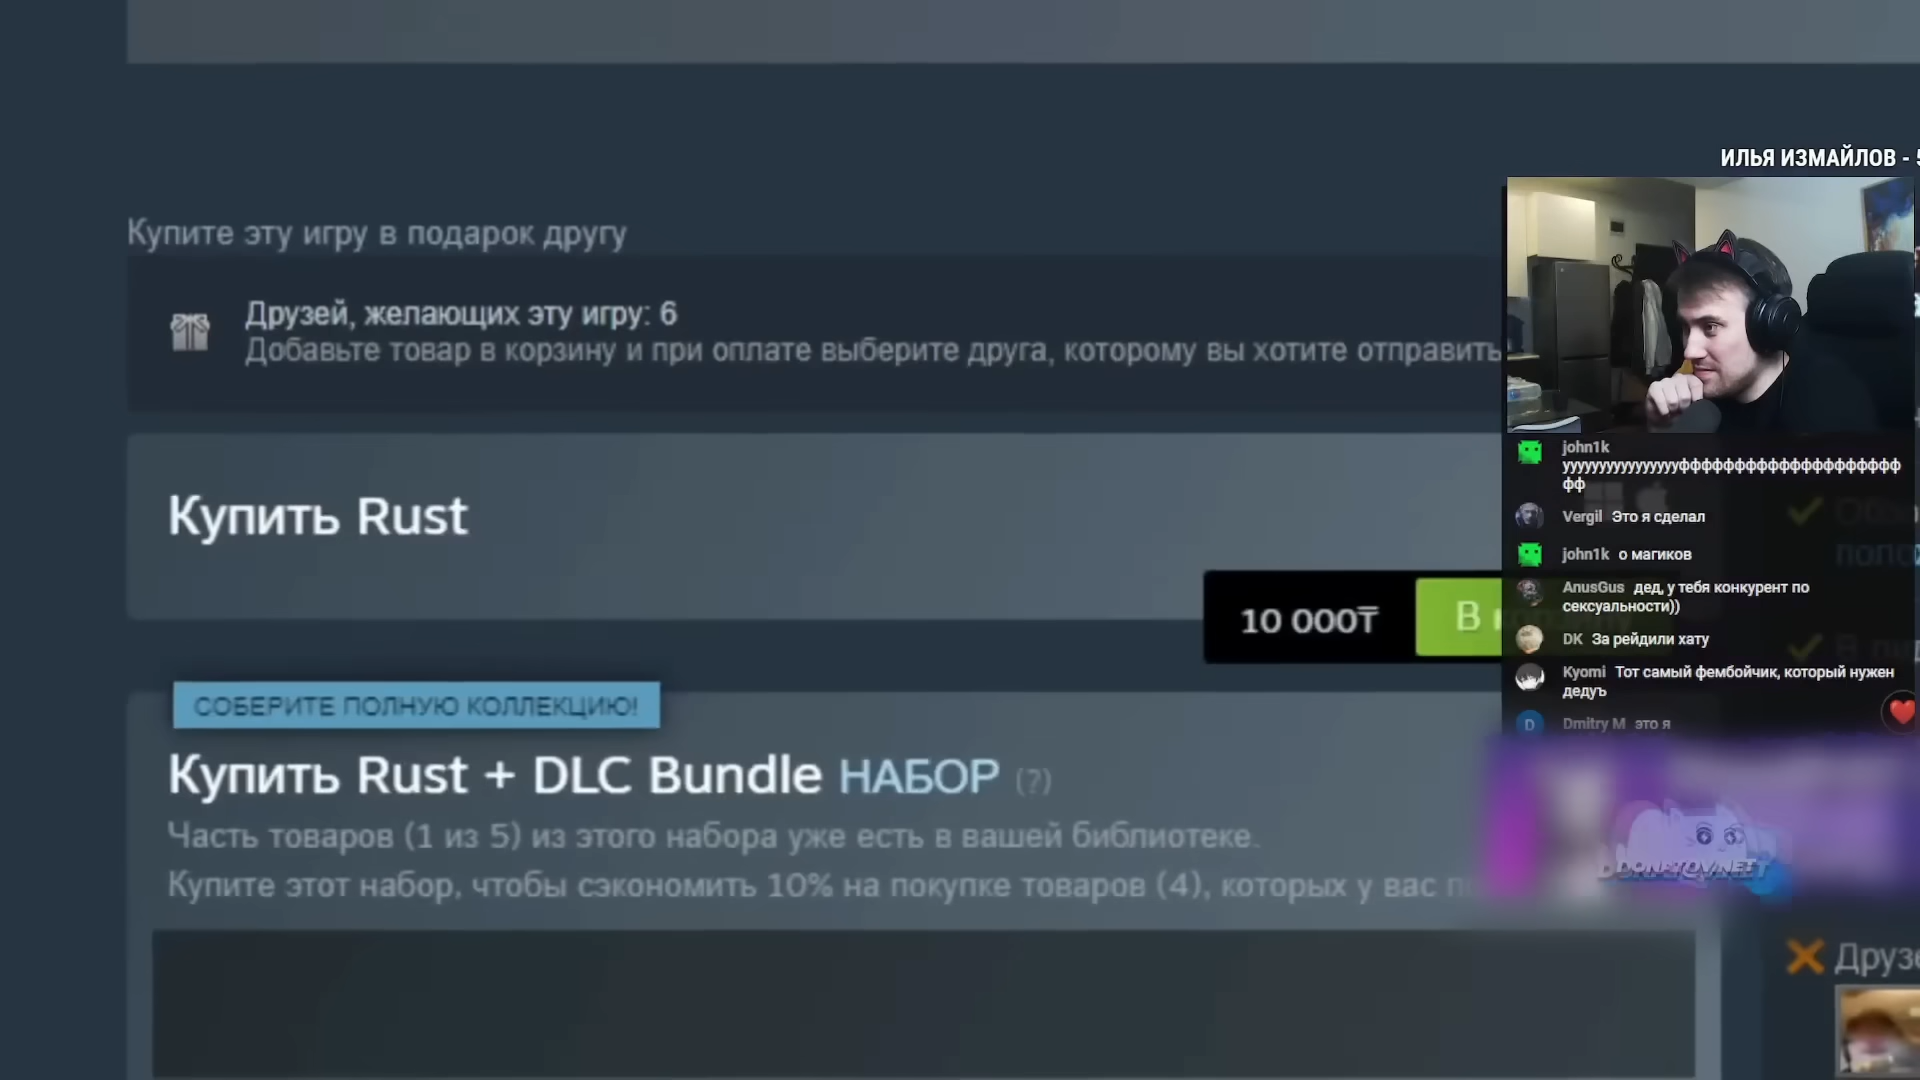 ИЛЬЯ ИЗМАЙЛОВ -
Купите эту игру в подарок другу
Друзей, желающих эту игру: 6
Добавьте товар в корзину и при оплате выберите друга, которому вы хотите отправить
Купить Rust
10 000₸
В
СОБЕРИТЕ ПОЛНУЮ КОЛЛЕКЦИЮ!
Купить Rust + DLC Bundle НАБОР (?)
Часть товаров (1 из 5) из этого набора уже есть в вашей библиотеке.
Купите этот набор, чтобы сэкономить 10% на покупке товаров (4), которых у вас
john1k
уууууууууууууууфффффффффффффффффффф
фф
Vergil Это я сделал
john1k о магиков
AnusGus дед, у тебя конкурент по
сексуальности))
DK За рейдили хату
Kyomi Тот самый фембойчик, который нужен
дедуъ
D Dmitry M это я
DONATOV.NET
Друзе